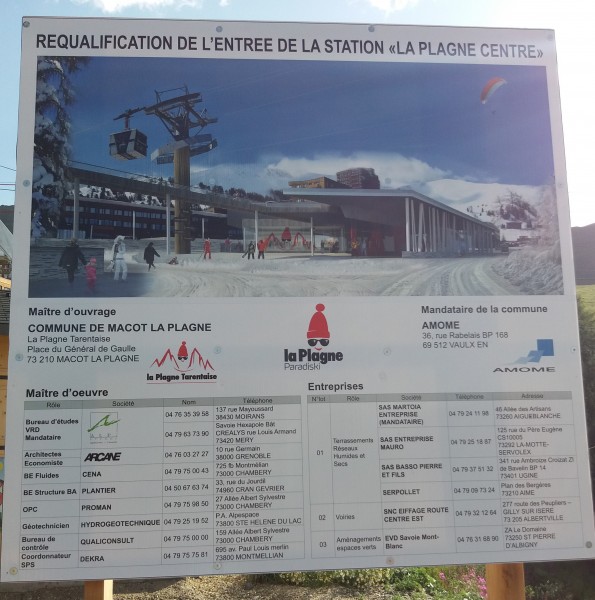 REQUALIFICATION DE L'ENTREE DE LA STATION «LA PLAGNE CENTRE»
Maître d'ouvrage
COMMUNE DE MACOT LA PLAGNE
La Plagne Tarentaise
Place du Général de Gaulle
73 210 MACOT LA PLAGNE
la Plagne Tarentaise
la Plagne
Paradiski
Mandataire de la commune
AMOME
36, rue Rabelais BP 168
69 512 VAULX EN
AMOME
Maître d'oeuvre
Rôle Société Nom Téléphone
Bureau d'études
VRD
Mandataire
04 76 35 39 58
137 rue Mayoussard
38430 MOIRANS
04 79 63 73 90
Savoie Hexapole Bât
CREALYS rue Louis Armand
73420 MERY
Architectes
Economiste
ARCANE
04 76 03 27 27
10 rue Germain
38000 GRENOBLE
BE Fluides CENA 04 79 75 00 43
725 fb Montmélian
73000 CHAMBERY
BE Structure BA PLANTIER 04 50 67 63 74
33, rue du Jourdil
74960 CRAN GEVRIER
OPC PROMAN 04 79 75 98 50
27 Allée Albert Sylvestre
73000 CHAMBERY
Géotechnicien HYDROGEOTECHNIQUE 04 79 25 19 52
P.A. Alpespace
73800 STE HELENE DU LAC
Bureau de
contrôle
QUALICONSULT 04 79 75 00 00
159 Allée Albert Sylvestre
73000 CHAMBERY
Coordonnateur
SPS
DEKRA 04 79 75 75 81
695 av. Paul Louis merlin
73800 MONTMELLIAN
Entreprises
N°lot Rôle Société Téléphone Adresse
01
Terrassements
Réseaux
Humides et
Secs
SAS MARTOIA
ENTREPRISE
(MANDATAIRE)
04 79 24 11 98
46 Allée des Artisans
73260 AIGUEBLANCHE
SAS ENTREPRISE
MAURO
04 79 25 18 87
125 rue du Père Eugène
CS10005
73292 LA-MOTTE-
SERVOLEX
SAS BASSO PIERRE
ET FILS
04 79 37 51 32
341 rue Ambroize Croizat ZI
de Bavelin BP 14
73401 UGINE
SERPOLLET 04 79 09 73 24
Plan des Bergères
73210 AIME
02 Voiries
SNC EIFFAGE ROUTE
CENTRE EST
04 79 32 12 64
277 route des Peupliers -
GILLY SUR ISERE
73 205 ALBERTVILLE
03
Aménagements
espaces verts
EVD Savoie Mont-
Blanc
04 76 31 68 90
ZA La Domaine
73250 ST PIERRE
D'ALBIGNY